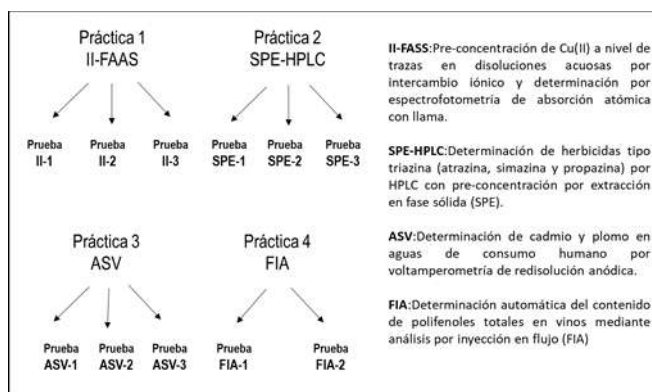 Práctica 1
II-FAAS
Práctica 2
SPE-HPLC
Prueba Prueba Prueba
II-1 II-2 II-3
Prueba Prueba Prueba
SPE-1 SPE-2 SPE-3
Práctica 3
ASV
Práctica 4
FIA
Prueba Prueba Prueba
ASV-1 ASV-2 ASV-3
Prueba Prueba
FIA-1 FIA-2
II-FASS:Pre-concentración de Cu(II) a nivel de
trazas en disoluciones acuosas por
intercambio iónico y determinación por
espectrofotometría de absorción atómica
con llama.
SPE-HPLC:Determinación de herbicidas tipo
triazina (atrazina, simazina y propazina) por
HPLC con pre-concentración por extracción
en fase sólida (SPE).
ASV:Determinación de cadmio y plomo en
aguas de consumo humano por
voltamperometría de redisolución anódica.
FIA:Determinación automática del contenido
de polifenoles totales en vinos mediante
análisis por inyección en flujo (FIA)